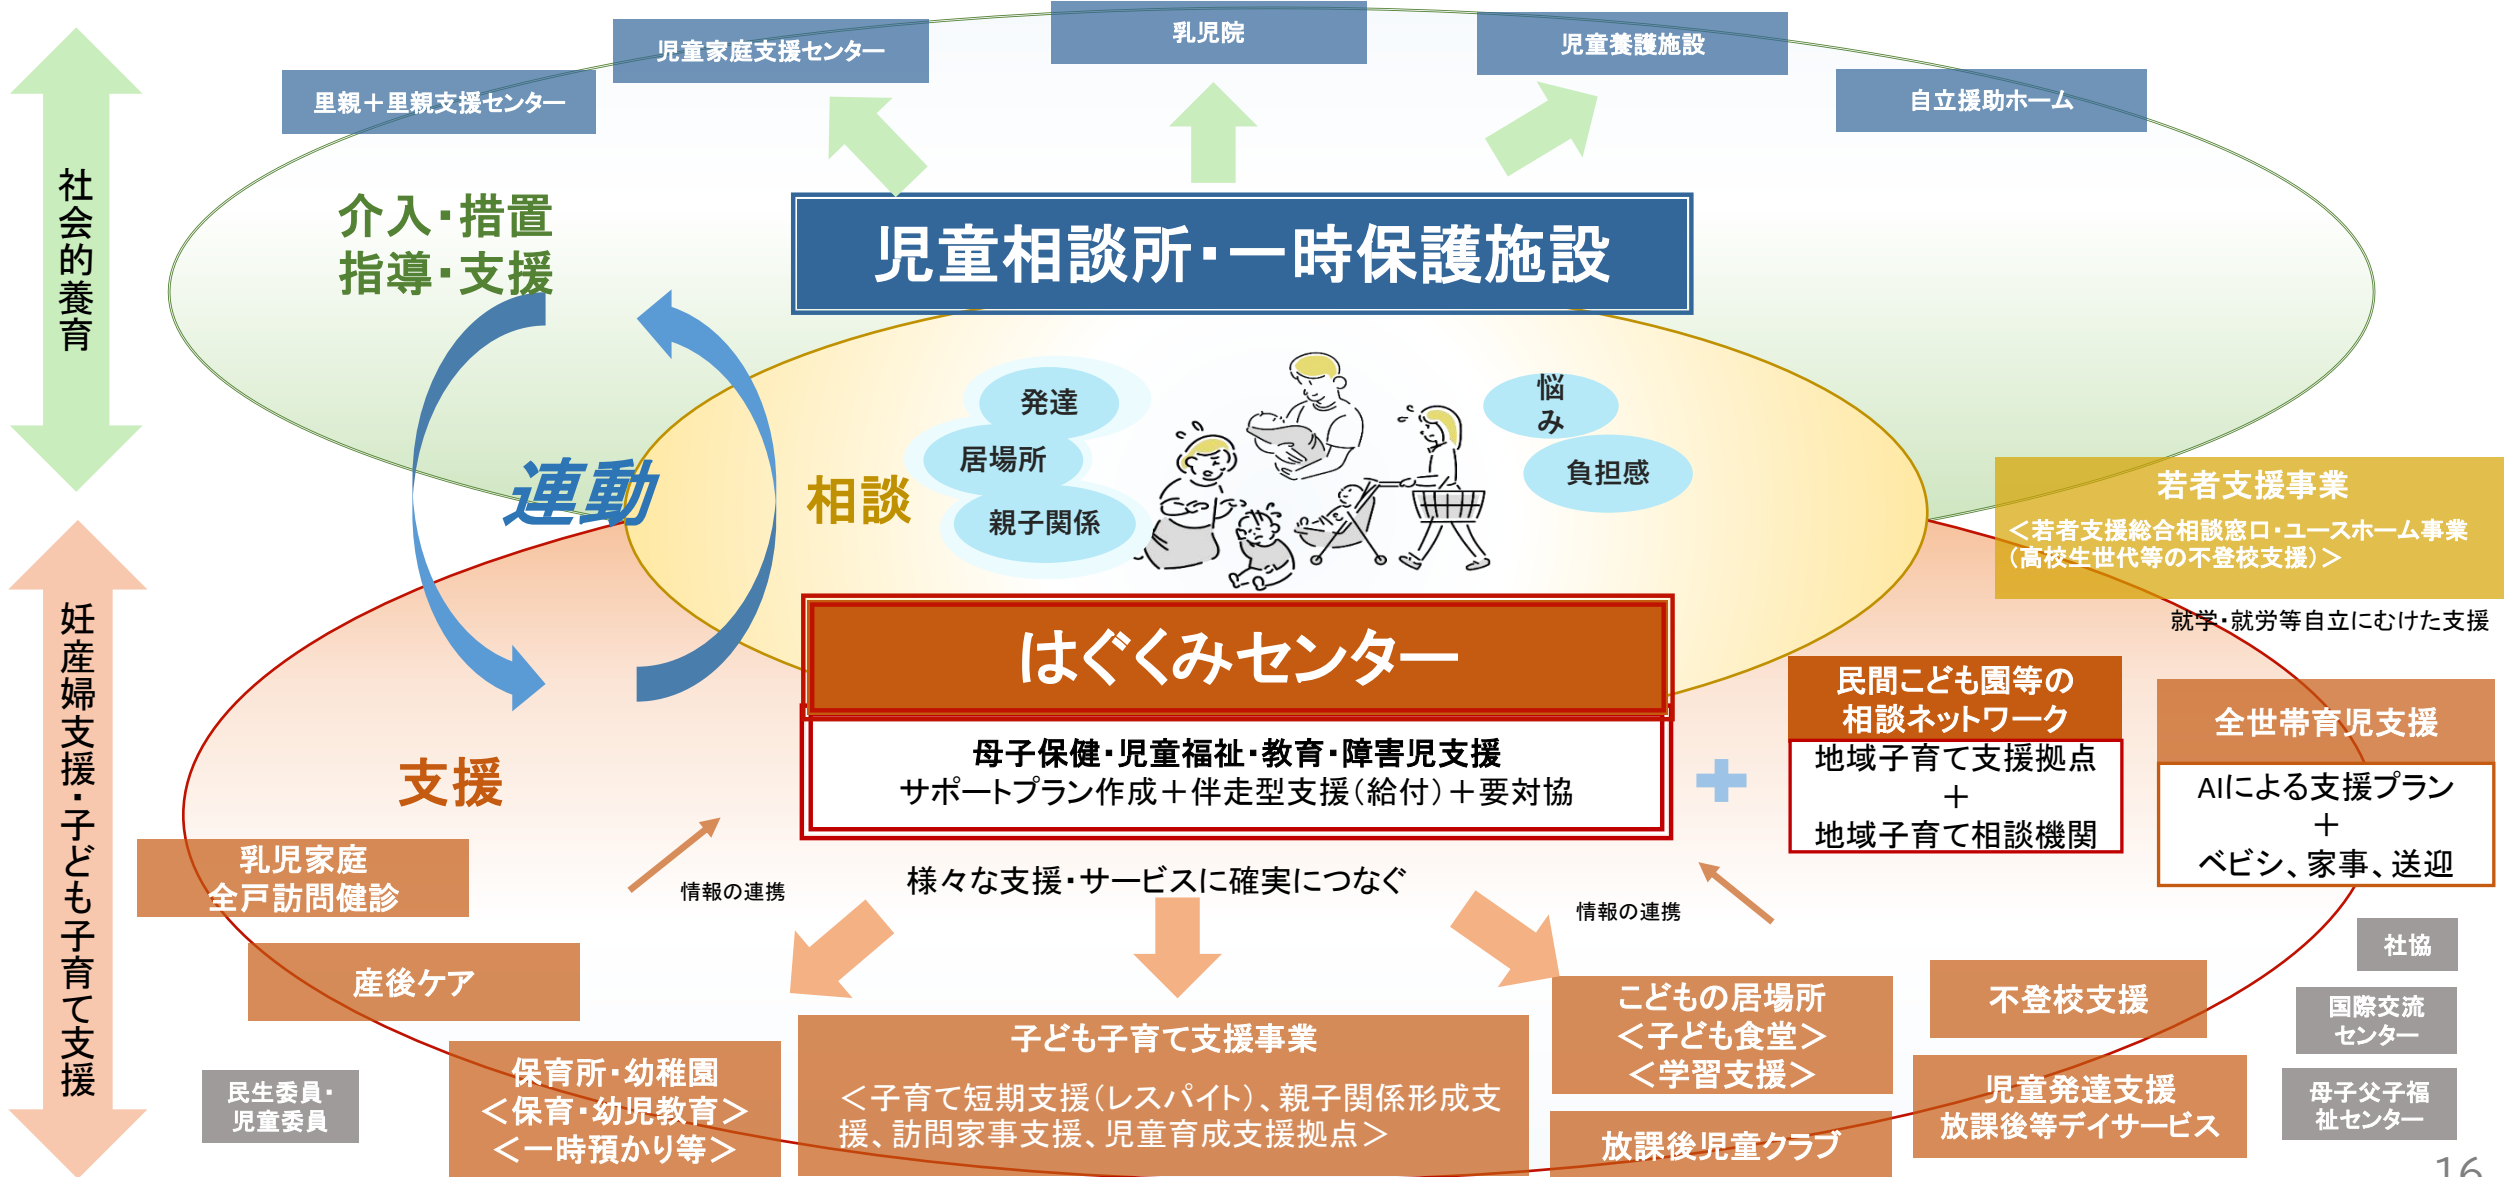 乳児院
児童家庭支援センター
児童養護施設
里親＋里親支援センター
自立援助ホーム
社会的養育
介入・措置
指導・支援
児童相談所・一時保護施設
発達
居場所
親子関係
悩
み
負担感
連動
相談
若者支援事業
＜若者支援総合相談窓口・ユースホーム事業
（高校生世代等の不登校支援）＞
就学・就労等自立にむけた支援
妊産婦支援・子ども子育て支援
はぐくみセンター
母子保健・児童福祉・教育・障害児支援
サポートプラン作成＋伴走型支援（給付）＋要対協
民間こども園等の
相談ネットワーク
地域子育て支援拠点
＋
地域子育て相談機関
全世帯育児支援
AIによる支援プラン
＋
ベビシ、家事、送迎
支援
乳児家庭
全戸訪問健診
情報の連携
様々な支援・サービスに確実につなぐ
情報の連携
産後ケア
社協
国際交流
センター
母子父子福
祉センター
民生委員・
児童委員
保育所・幼稚園
＜保育・幼児教育＞
＜一時預かり等＞
子ども子育て支援事業
＜子育て短期支援（レスパイト）、親子関係形成支
援、訪問家事支援、児童育成支援拠点＞
こどもの居場所
＜子ども食堂＞
＜学習支援＞
放課後児童クラブ
不登校支援
児童発達支援
放課後等デイサービス
16